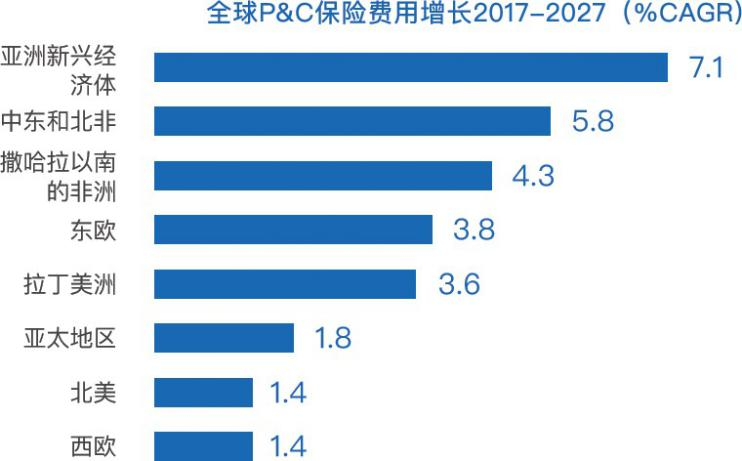 全球P&C保险费用增长2017-2027（%CAGR）
亚洲新兴经
济体
7.1
中东和北非
5.8
撒哈拉以南
的非洲
4.3
东欧
3.8
拉丁美洲
3.6
亚太地区
1.8
北美
1.4
西欧
1.4